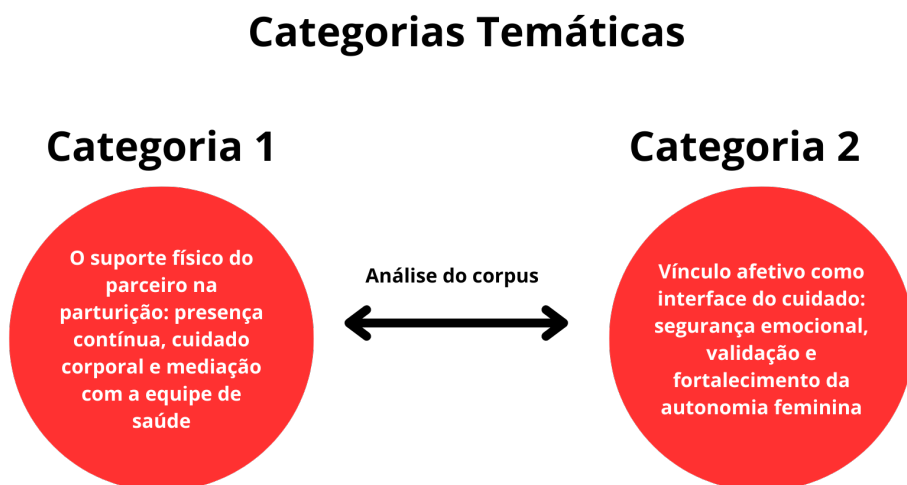 Categorias Temáticas
Categoria 1
O suporte físico do
parceiro na
parturição: presença
contínua, cuidado
corporal e mediação
com a equipe de
saúde
Análise do corpus
Categoria 2
Vínculo afetivo como
interface do cuidado:
segurança emocional,
validação e
fortalecimento da
autonomia feminina